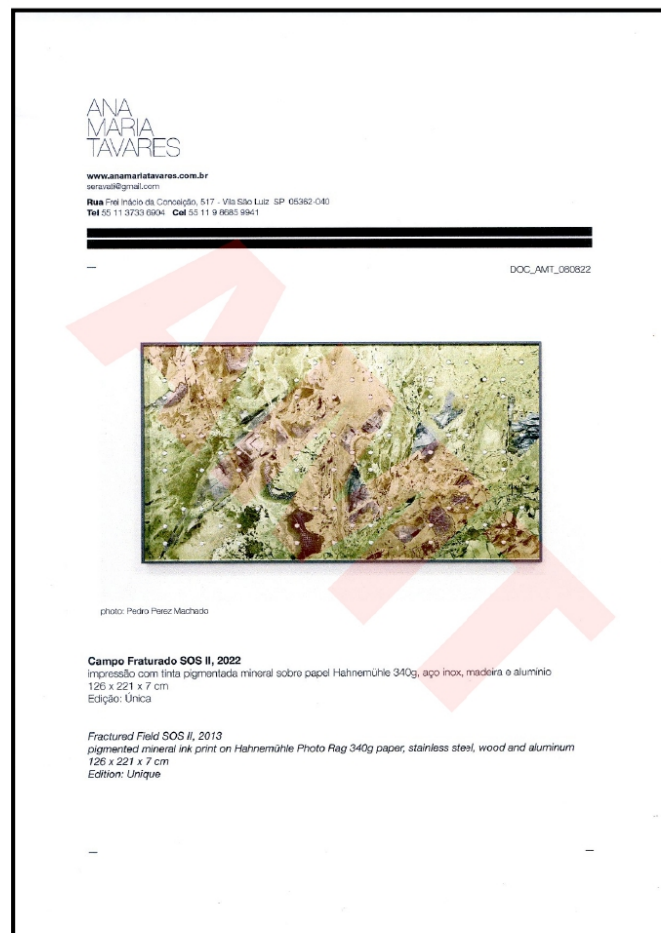 ANA
MARIA
TAVARES
www.anamariatavares.com.br
seravati@gmail.com
Rua Frei Inácio da Conceição, 517 - Vila São Luiz SP 05362-040
Tel 55 11 3733 6904 Cel 55 11 9 8685 9941
DOC_AMT_080822
AMT
photo: Pedro Perez Machado
Campo Fraturado SOS II, 2022
impressão com tinta pigmentada mineral sobre papel Hahnemühle 340g, aço inox, madeira e alumínio
126 x 221 x 7 cm
Edição: Única
Fractured Field SOS II, 2013
pigmented mineral ink print on Hahnemühle Photo Rag 340g paper, stainless steel, wood and aluminum
126 x 221 x 7 cm
Edition: Unique